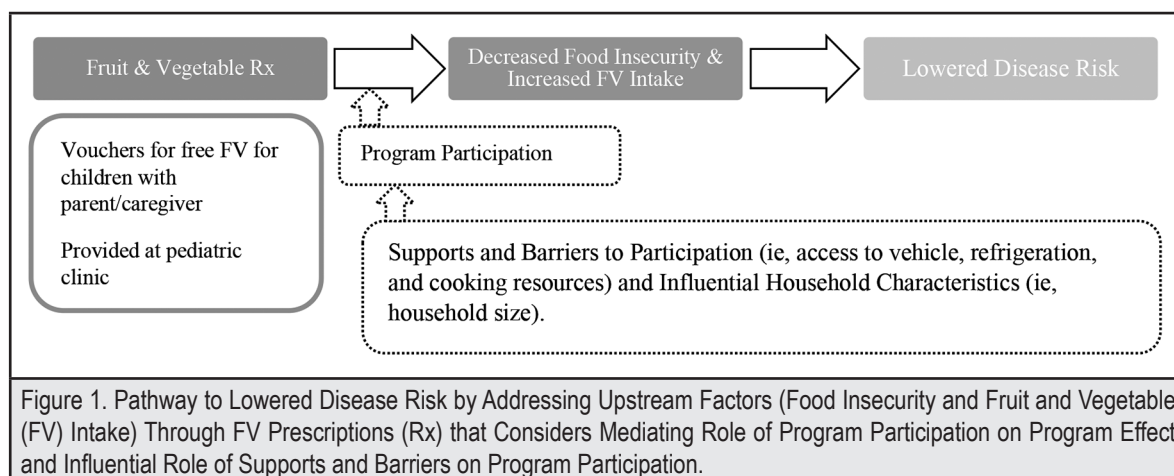 Fruit & Vegetable Rx
Decreased Food Insecurity &
Increased FV Intake
Lowered Disease Risk
Vouchers for free FV for
children with
parent/caregiver
Provided at pediatric
clinic
Program Participation
Supports and Barriers to Participation (ie, access to vehicle, refrigeration,
and cooking resources) and Influential Household Characteristics (ie,
household size).
Figure 1. Pathway to Lowered Disease Risk by Addressing Upstream Factors (Food Insecurity and Fruit and Vegetable
(FV) Intake) Through FV Prescriptions (Rx) that Considers Mediating Role of Program Participation on Program Effect
and Influential Role of Supports and Barriers on Program Participation.